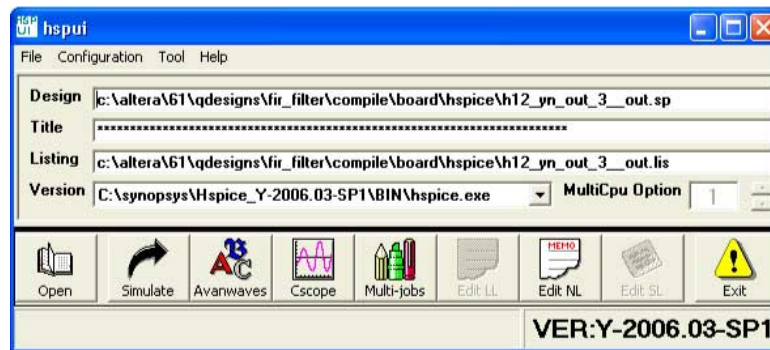 hspui
File Configuration Tool Help
Design c:\altera\61\qdesigns\fir_filter\compile\board\hspice\h12_yn_out_3__out.sp
Title *************************************************************************
Listing c:\altera\61\qdesigns\fir_filter\compile\board\hspice\h12_yn_out_3__out.lis
Version C:\synopsys\Hspice_Y-2006.03-SP1\BIN\hspice.exe MultiCpu Option 1
MEMO
Open Simulate Avanwaves Cscope Multi-jobs Edit LL Edit NL Edit SL Exit
VER:Y-2006.03-SP1